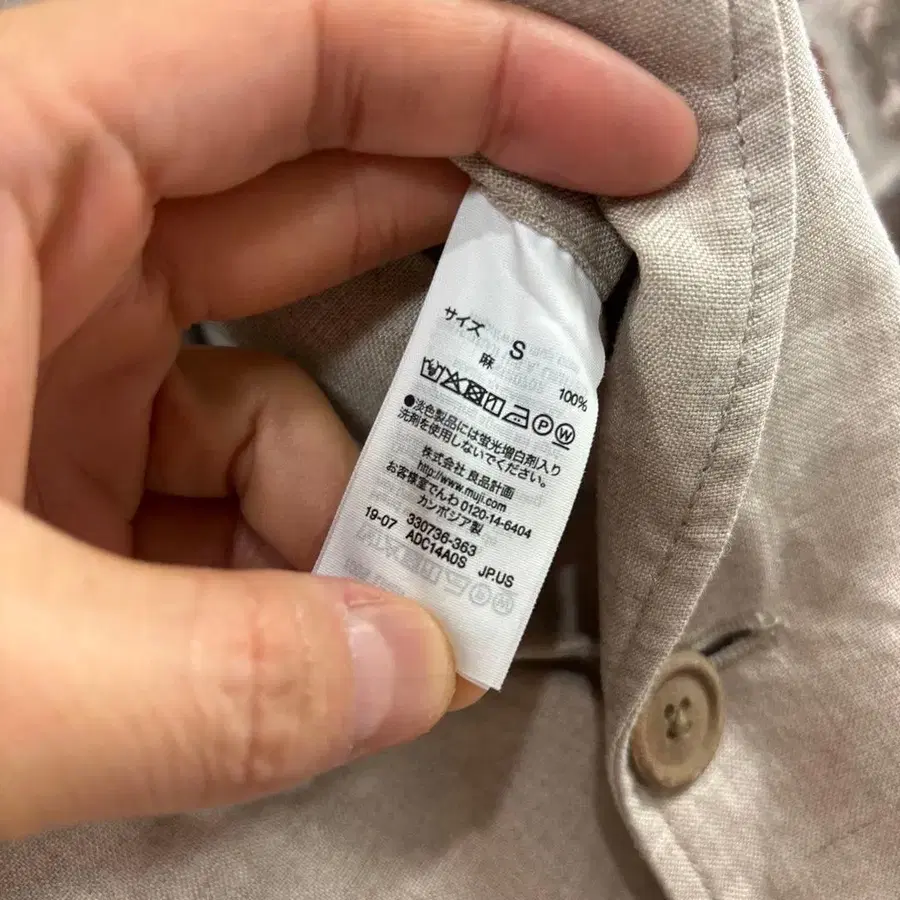 サイズ S
麻 100%
P W
●淡色製品には蛍光増白剤入り
洗剤を使用しないでください。
株式会社 良品計画
http://www.muji.com
お客様室でんわ 0120-14-6404
カンボジア製
330736-363
19-07 ADC14A0S JP.US